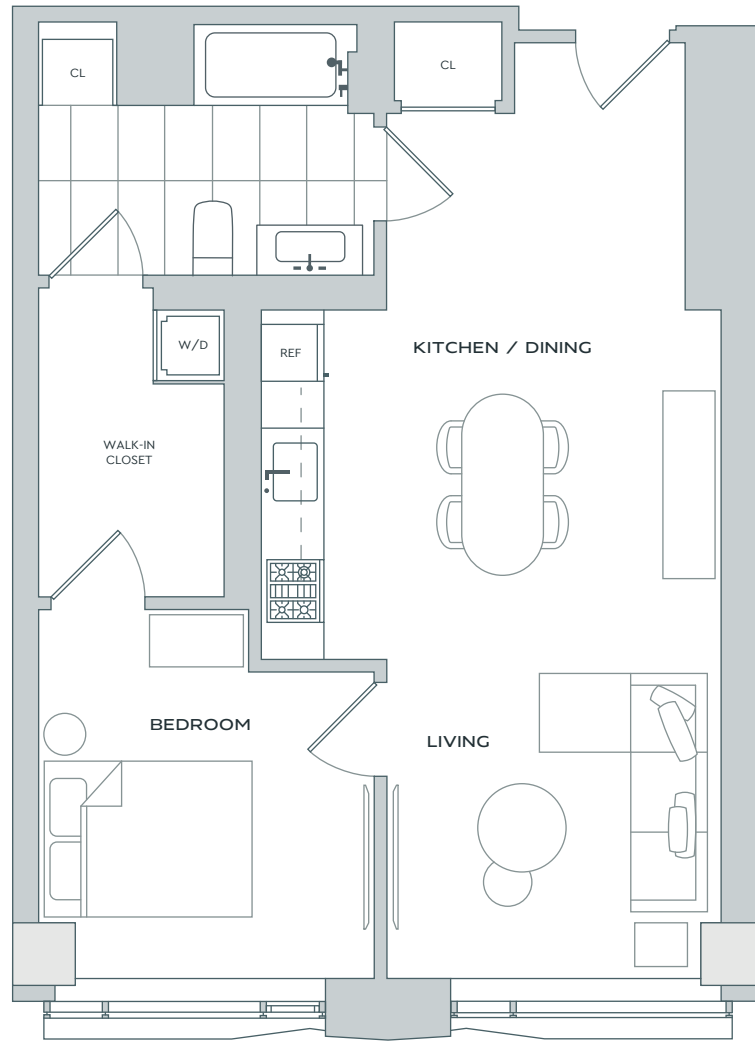 CL
CL
W/D
REF
KITCHEN / DINING
WALK-IN
CLOSET
BEDROOM
LIVING